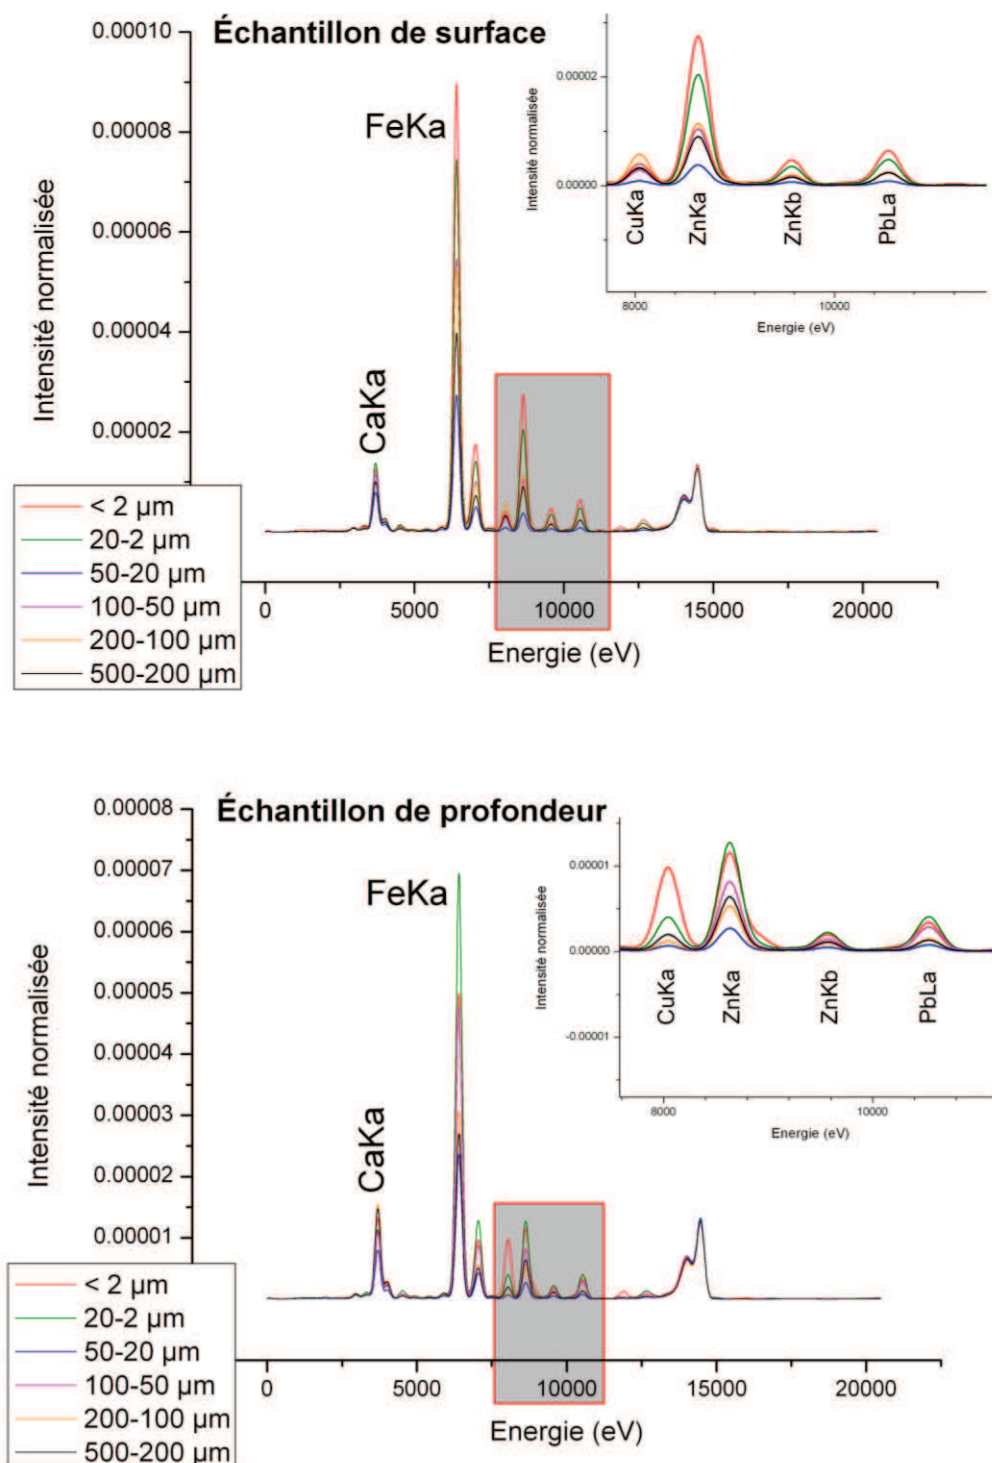 Échantillon de surface
0.00010
0.00008
0.00006
0.00004
0.00002
Intensité normalisée
FeKa
CaKa
0.00002
0.00000
Intensité normalisée
CuKa
ZnKa
ZnKb
PbLa
8000
10000
Energie (eV)
< 2 µm
20-2 µm
50-20 µm
100-50 µm
200-100 µm
500-200 µm
0
5000
10000
15000
20000
Energie (eV)
Échantillon de profondeur
0.00008
0.00007
0.00006
0.00005
0.00004
0.00003
0.00002
0.00001
Intensité normalisée
FeKa
CaKa
0.00001
0.00000
-0.00001
Intensité normalisée
CuKa
ZnKa
ZnKb
PbLa
8000
10000
Energie (eV)
< 2 µm
20-2 µm
50-20 µm
100-50 µm
200-100 µm
500-200 µm
0
5000
10000
15000
20000
Energie (eV)